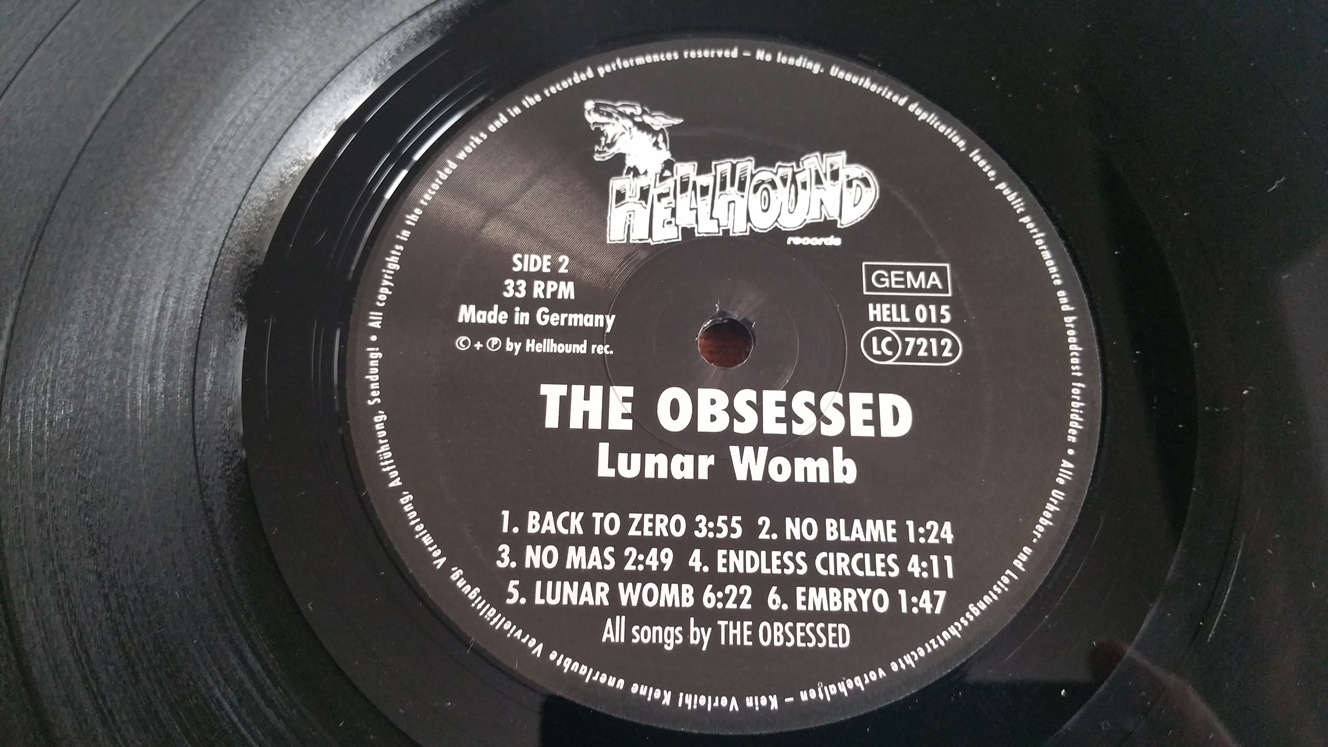 HELLHOUND
records
SIDE 2
33 RPM
Made in Germany
© + ℗ by Hellhound rec.
GEMA
HELL 015
LC 7212
THE OBSESSED
Lunar Womb
1. BACK TO ZERO 3:55 2. NO BLAME 1:24
3. NO MAS 2:49 4. ENDLESS CIRCLES 4:11
5. LUNAR WOMB 6:22 6. EMBRYO 1:47
All songs by THE OBSESSED
• All copyrights in the recorded works and in the recorded performances reserved – No lending. Unauthorized duplication, lease, public performance and broadcast forbidden • Alle Urheber- und Leistungsschutzrechte vorbehalten – Kein Verleih! Keine unerlaubte Vervielfältigung, Vermietung, Aufführung, Sendung!